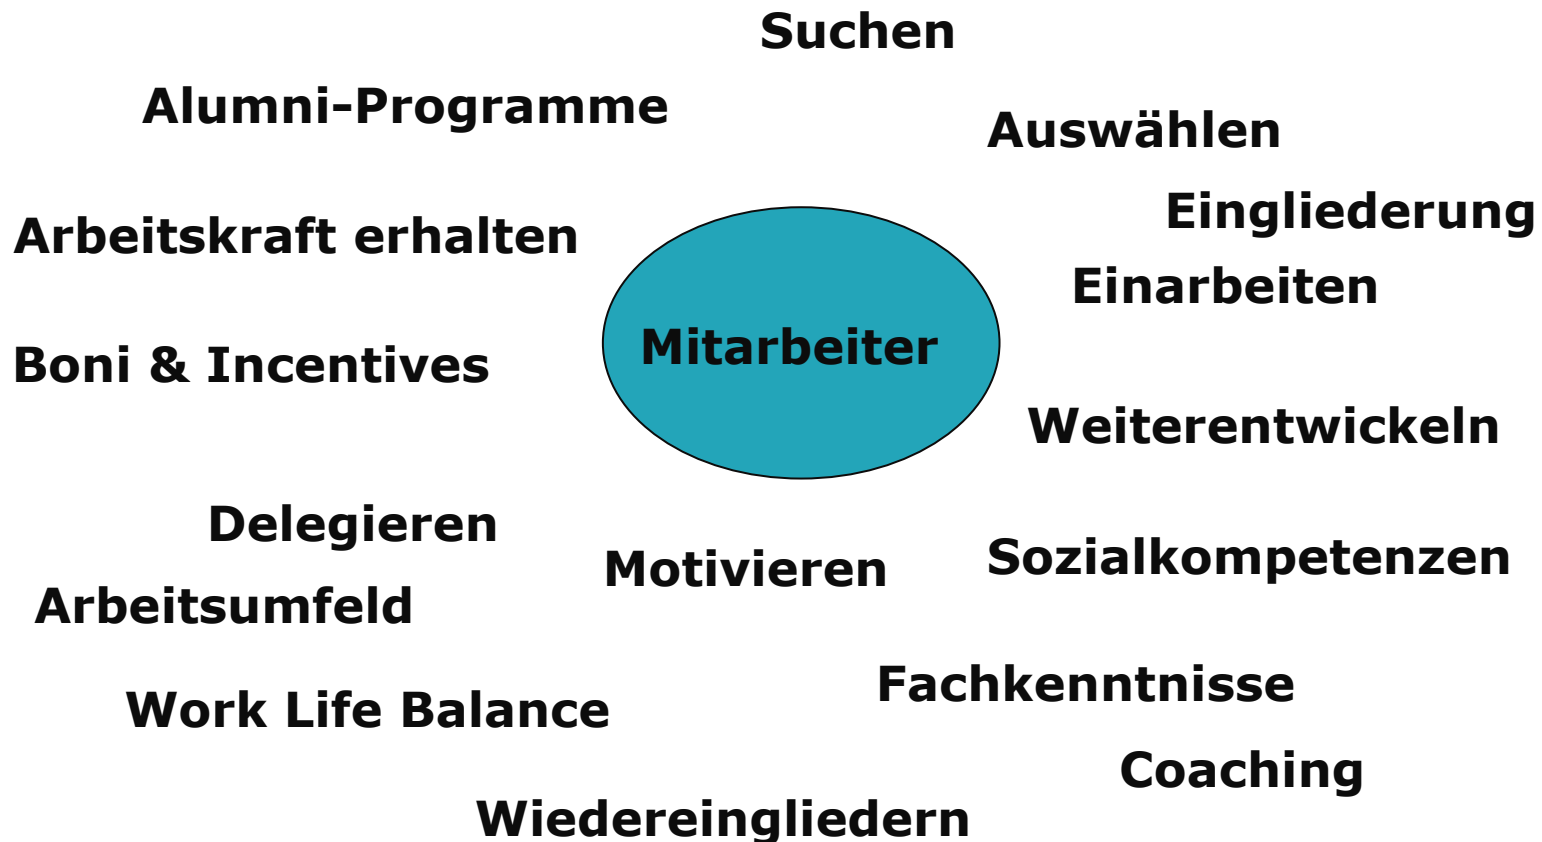 Suchen
Alumni-Programme
Auswählen
Eingliederung
Arbeitskraft erhalten
Einarbeiten
Mitarbeiter
Boni & Incentives
Weiterentwickeln
Delegieren
Motivieren
Sozialkompetenzen
Arbeitsumfeld
Fachkenntnisse
Work Life Balance
Coaching
Wiedereingliedern